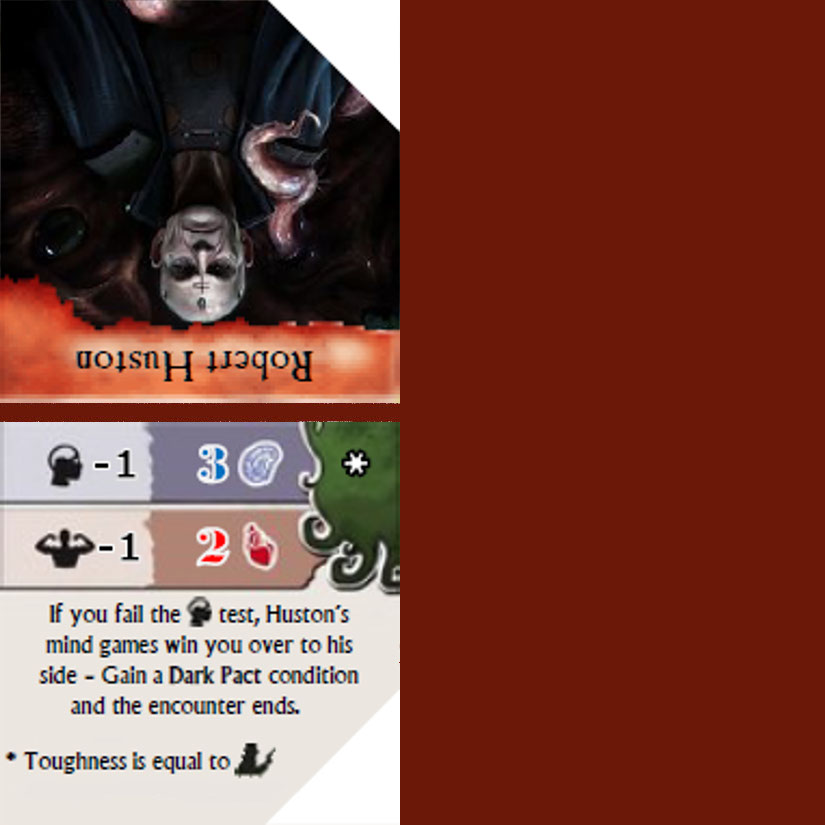 Robert Huston
-1 3 *
-1 2
If you fail the test, Huston's
mind games win you over to his
side – Gain a Dark Pact condition
and the encounter ends.
* Toughness is equal to